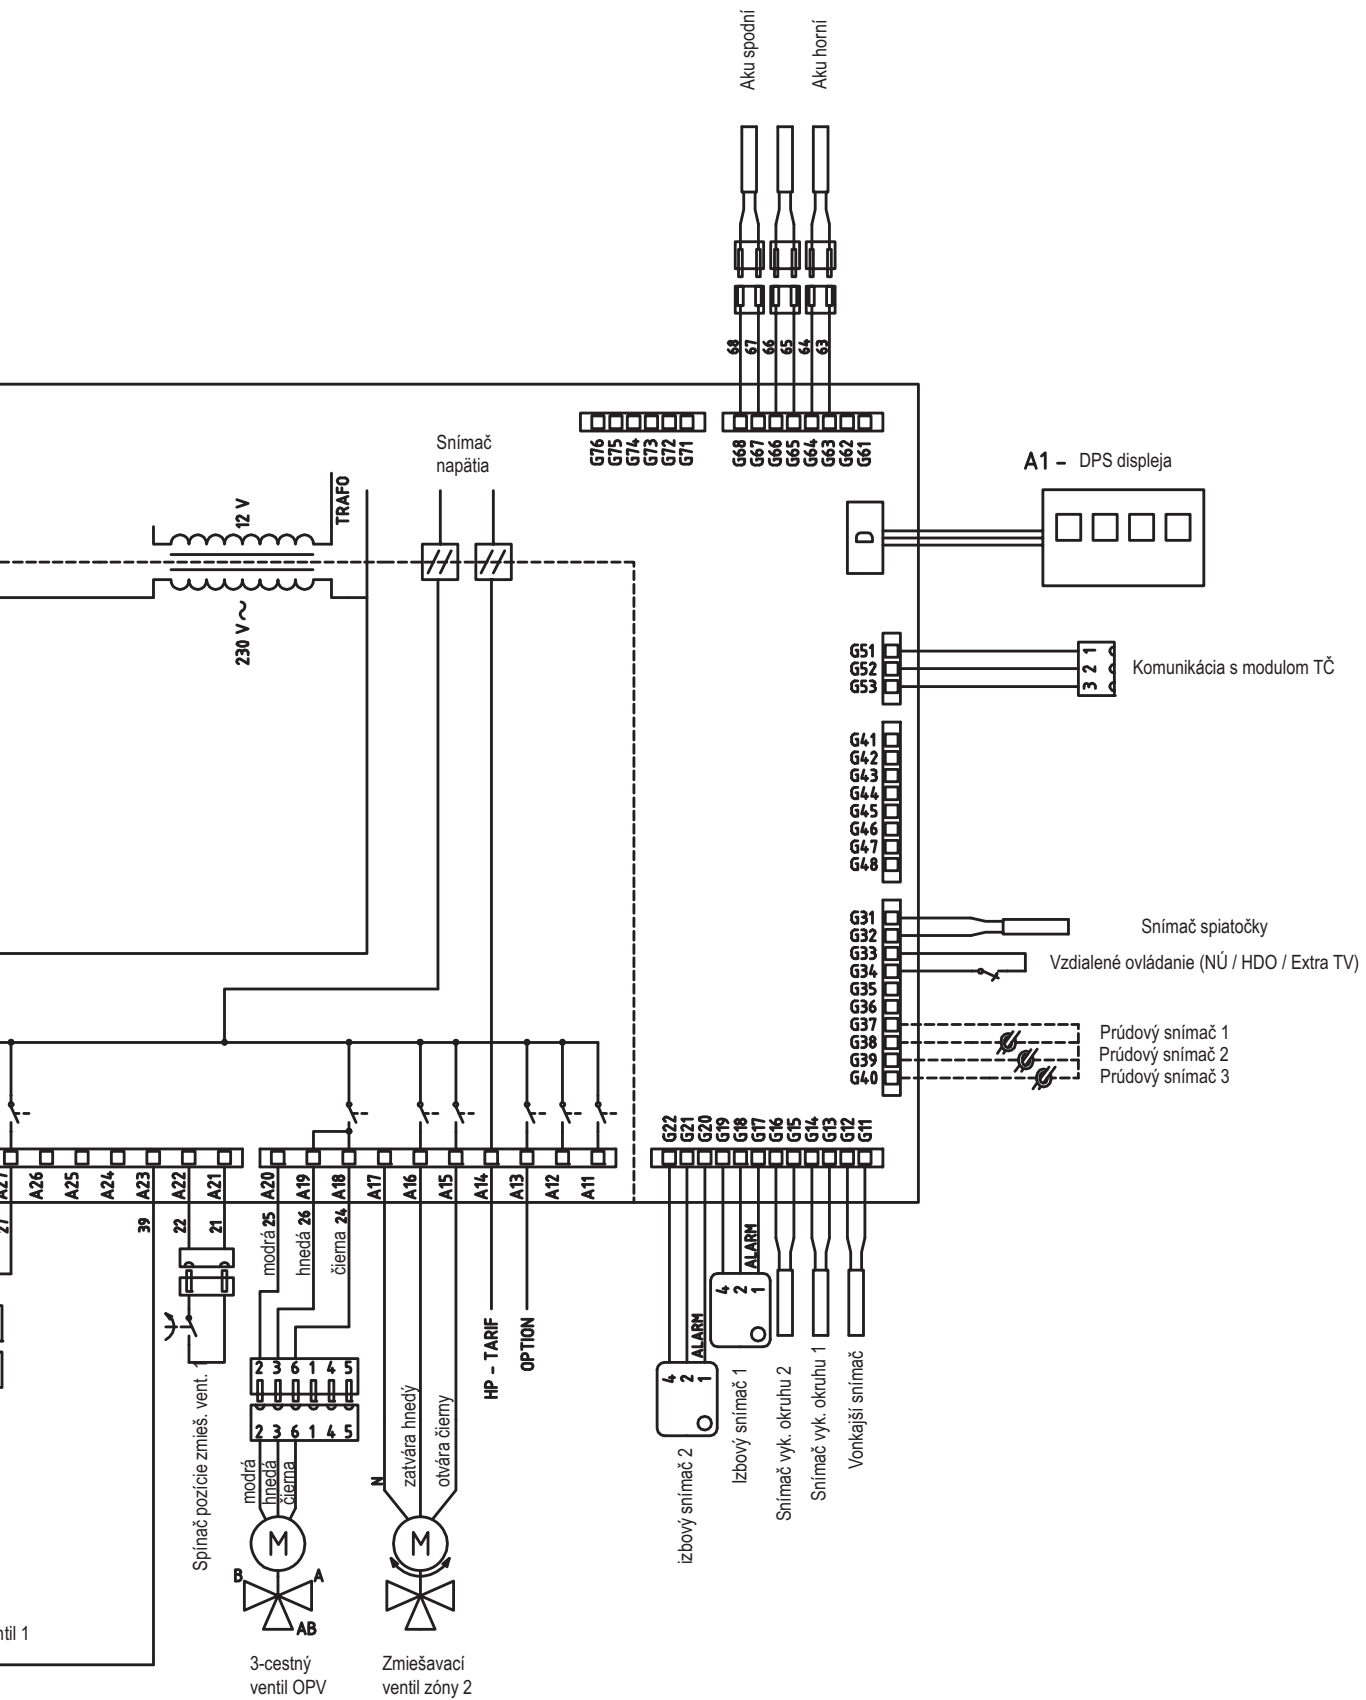 Aku spodní
Aku horní
68
67
66
65
64
63
G76
G75
G74
G73
G72
G71
G68
G67
G66
G65
G64
G63
G62
G61
Snímač
napätia
12 V
TRAFO
230 V ~
A1 - DPS displeja
D
G51
G52
G53
1
2
3
Komunikácia s modulom TČ
G41
G42
G43
G44
G45
G46
G47
G48
G31
G32
G33
G34
G35
G36
G37
G38
G39
G40
Snímač spiatočky
Vzdialené ovládanie (NÚ / HDO / Extra TV)
Prúdový snímač 1
Prúdový snímač 2
Prúdový snímač 3
G22
G21
G20
G19
G18
G17
G16
G15
G14
G13
G12
G11
A27
A26
A25
A24
A23
A22
A21
A20
A19
A18
A17
A16
A15
A14
A13
A12
A11
27
39
22
21
modrá 25
hnedá 26
čierna 24
2 3 6 1 4 5
2 3 6 1 4 5
modrá
hnedá
čierna
Spínač pozície zmieš. vent. 1
N
zatvára hnedý
otvára čierny
HP - TARIF
OPTION
ALARM
4
2
1
ALARM
4
2
1
izbový snímač 2
Izbový snímač 1
Snímač vyk. okruhu 2
Snímač vyk. okruhu 1
Vonkajší snímač
M
M
B
A
AB
ntil 1
3-cestný
ventil OPV
Zmiešavací
ventil zóny 2